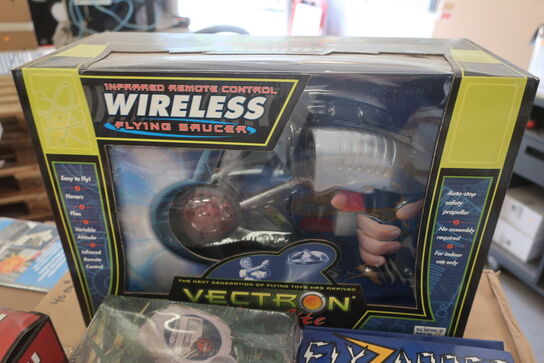 INFRARED REMOTE CONTROL
WIRELESS
FLYING SAUCER
Easy to Fly!
Hovers
Flies
Variable
Altitude
Infrared
Remote
Control
Auto-stop
safety
propeller
No assembly
required
For indoor
use only
THE NEXT GENERATION OF FLYING TOYS HAS ARRIVED
VECTRON